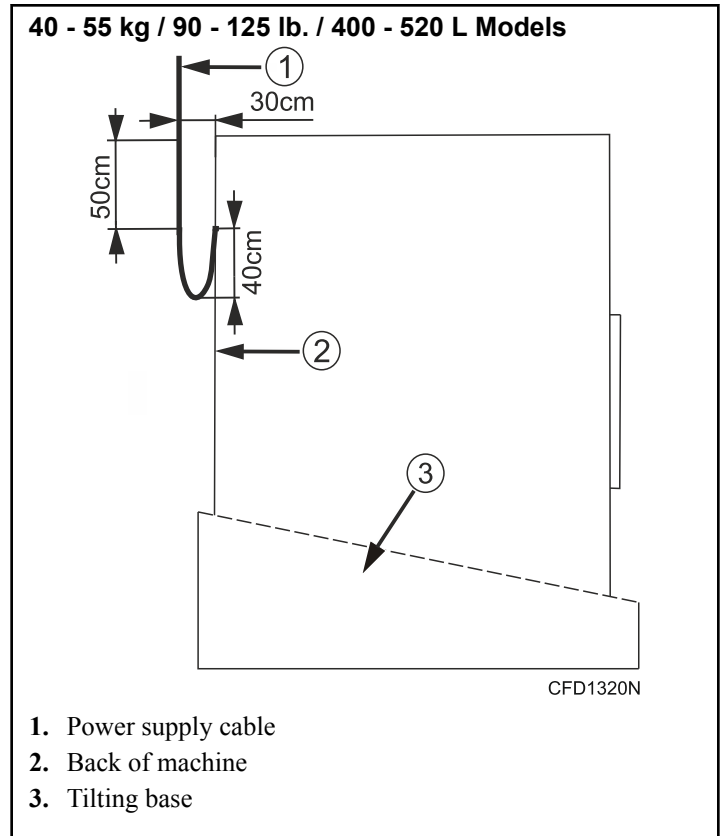 40 - 55 kg / 90 - 125 lb. / 400 - 520 L Models
1
30cm
50cm
40cm
2
3
CFD1320N
1. Power supply cable
2. Back of machine
3. Tilting base